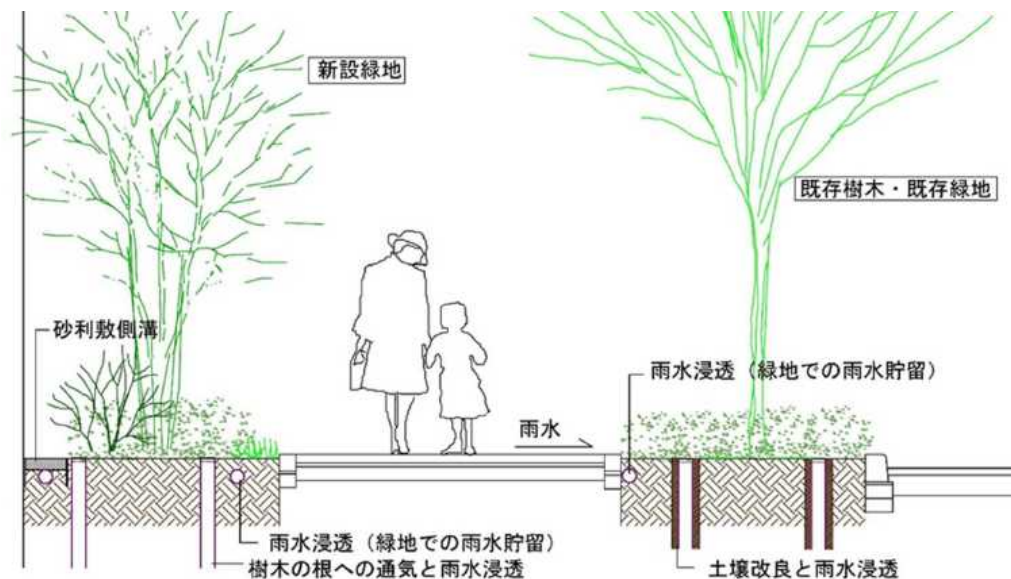 新設緑地
既存樹木・既存緑地
砂利敷側溝
雨水浸透（緑地での雨水貯留）
雨水
雨水浸透（緑地での雨水貯留）
樹木の根への通気と雨水浸透
土壌改良と雨水浸透